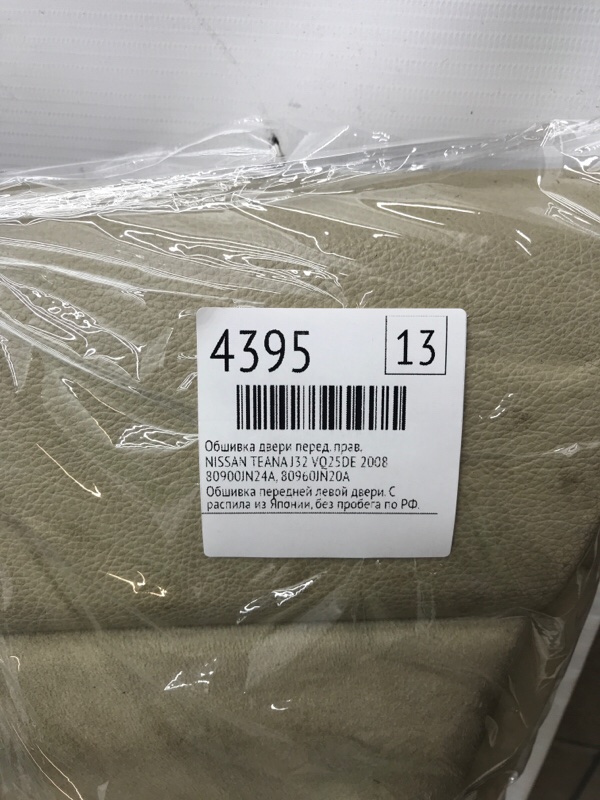 4395
13
Обшивка двери перед. прав.
NISSAN TEANA J32 VQ25DE 2008
80900JN24A, 80960JN20A
Обшивка передней левой двери. С
распила из Японии, без пробега по РФ.